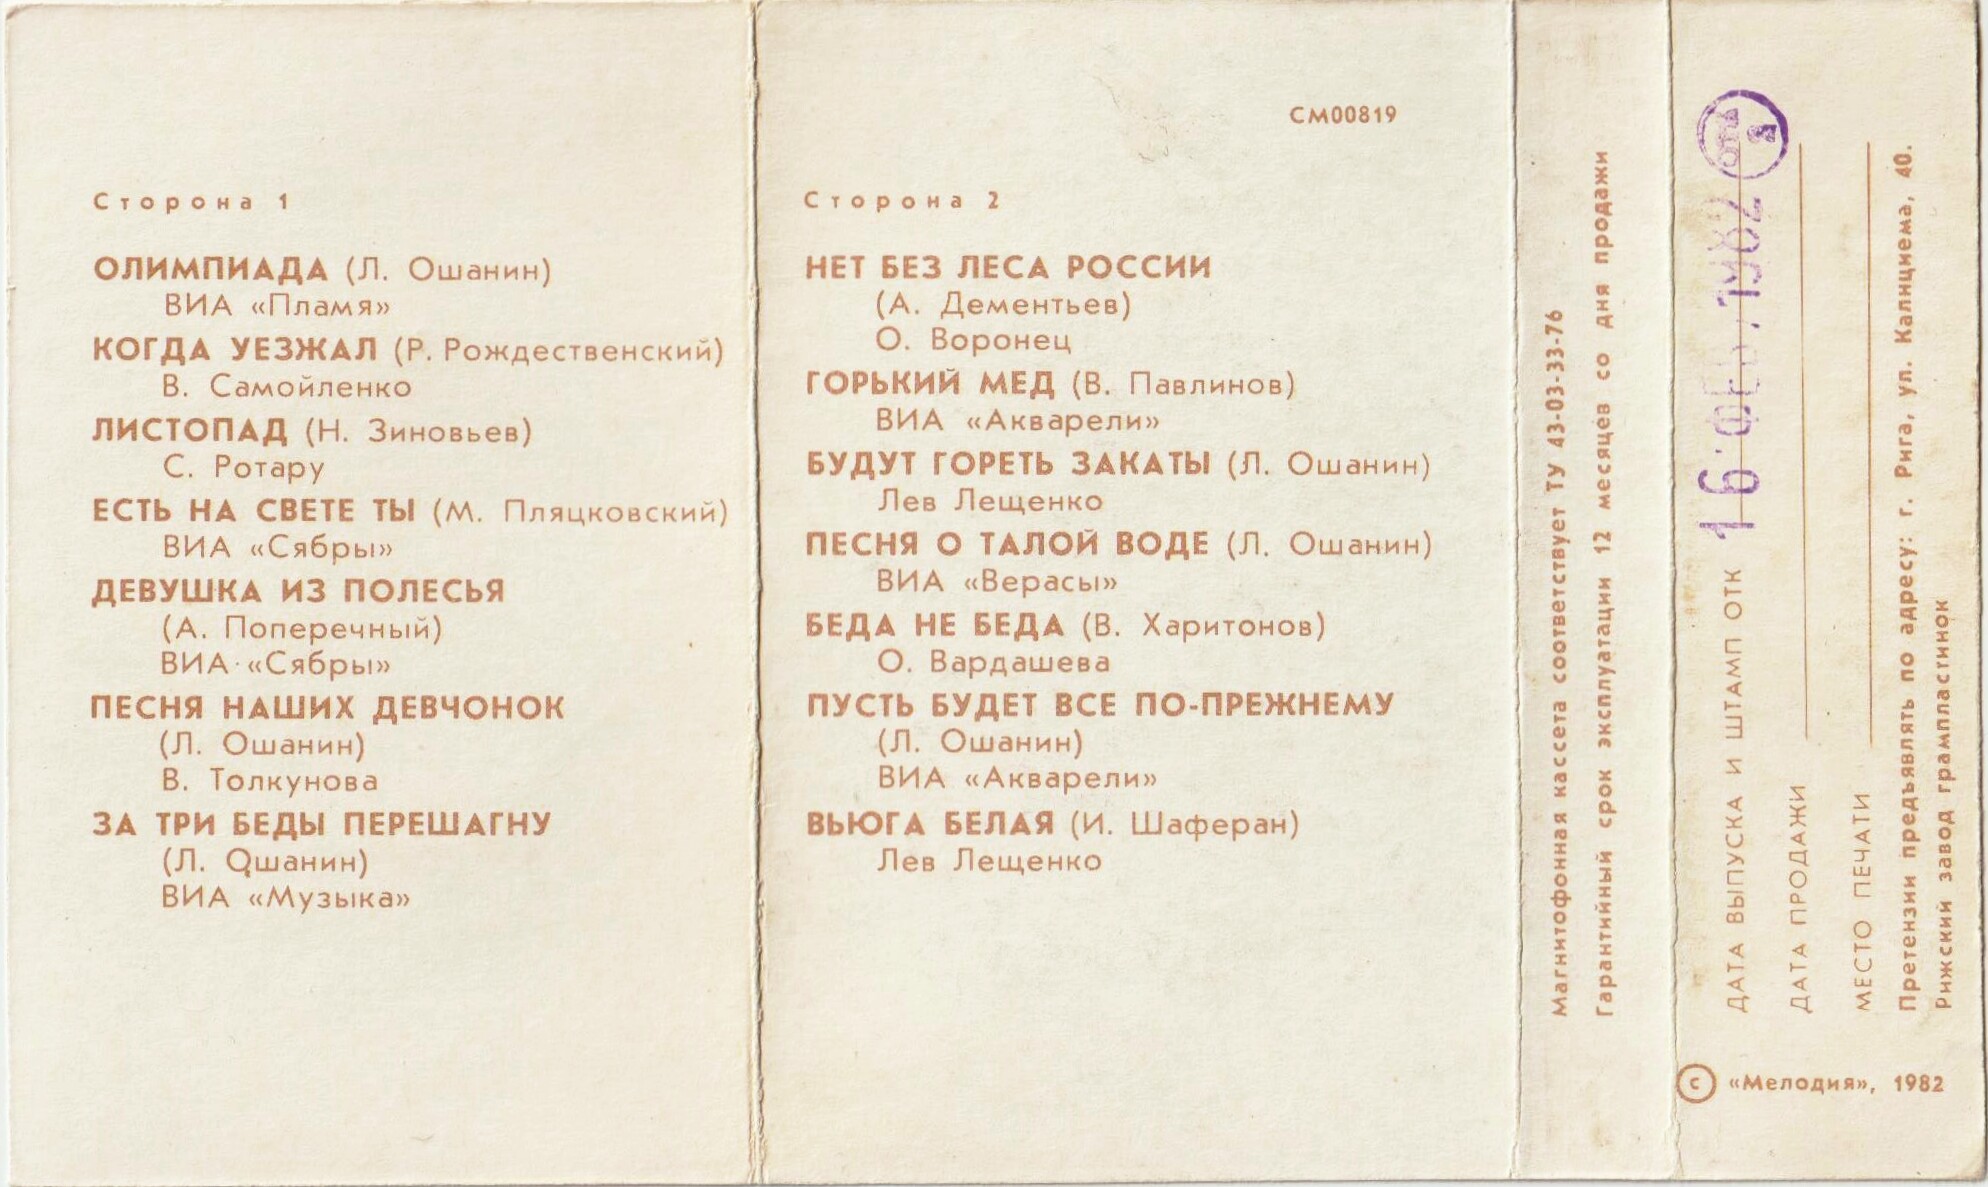 Сторона 1
ОЛИМПИАДА (Л. Ошанин)
ВИА «Пламя»
КОГДА УЕЗЖАЛ (Р. Рождественский)
В. Самойленко
ЛИСТОПАД (Н. Зиновьев)
С. Ротару
ЕСТЬ НА СВЕТЕ ТЫ (М. Пляцковский)
ВИА «Сябры»
ДЕВУШКА ИЗ ПОЛЕСЬЯ
(А. Поперечный)
ВИА «Сябры»
ПЕСНЯ НАШИХ ДЕВЧОНОК
(Л. Ошанин)
В. Толкунова
ЗА ТРИ БЕДЫ ПЕРЕШАГНУ
(Л. Ошанин)
ВИА «Музыка»
СМ00819
Сторона 2
НЕТ БЕЗ ЛЕСА РОССИИ
(А. Дементьев)
О. Воронец
ГОРЬКИЙ МЕД (В. Павлинов)
ВИА «Акварели»
БУДУТ ГОРЕТЬ ЗАКАТЫ (Л. Ошанин)
Лев Лещенко
ПЕСНЯ О ТАЛОЙ ВОДЕ (Л. Ошанин)
ВИА «Верасы»
БЕДА НЕ БЕДА (В. Харитонов)
О. Вардашева
ПУСТЬ БУДЕТ ВСЕ ПО-ПРЕЖНЕМУ
(Л. Ошанин)
ВИА «Акварели»
ВЬЮГА БЕЛАЯ (И. Шаферан)
Лев Лещенко
Магнитофонная кассета соответствует ТУ 43-03-33-76
Гарантийный срок эксплуатации 12 месяцев со дня продажи
ДАТА ВЫПУСКА И ШТАМП ОТК 16 ФЕВ 1982
ДАТА ПРОДАЖИ
МЕСТО ПЕЧАТИ
Претензии предъявлять по адресу: г. Рига, ул. Калнциема, 40.
Рижский завод грампластинок
© «Мелодия», 1982